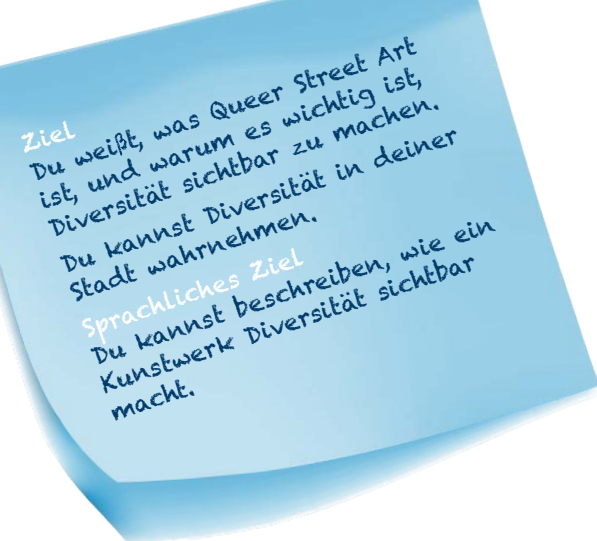 Ziel
Du weißt, was Queer Street Art
ist, und warum es wichtig ist,
Diversität sichtbar zu machen.
Du kannst Diversität in deiner
Stadt wahrnehmen.
Sprachliches Ziel
Du kannst beschreiben, wie ein
Kunstwerk Diversität sichtbar
macht.